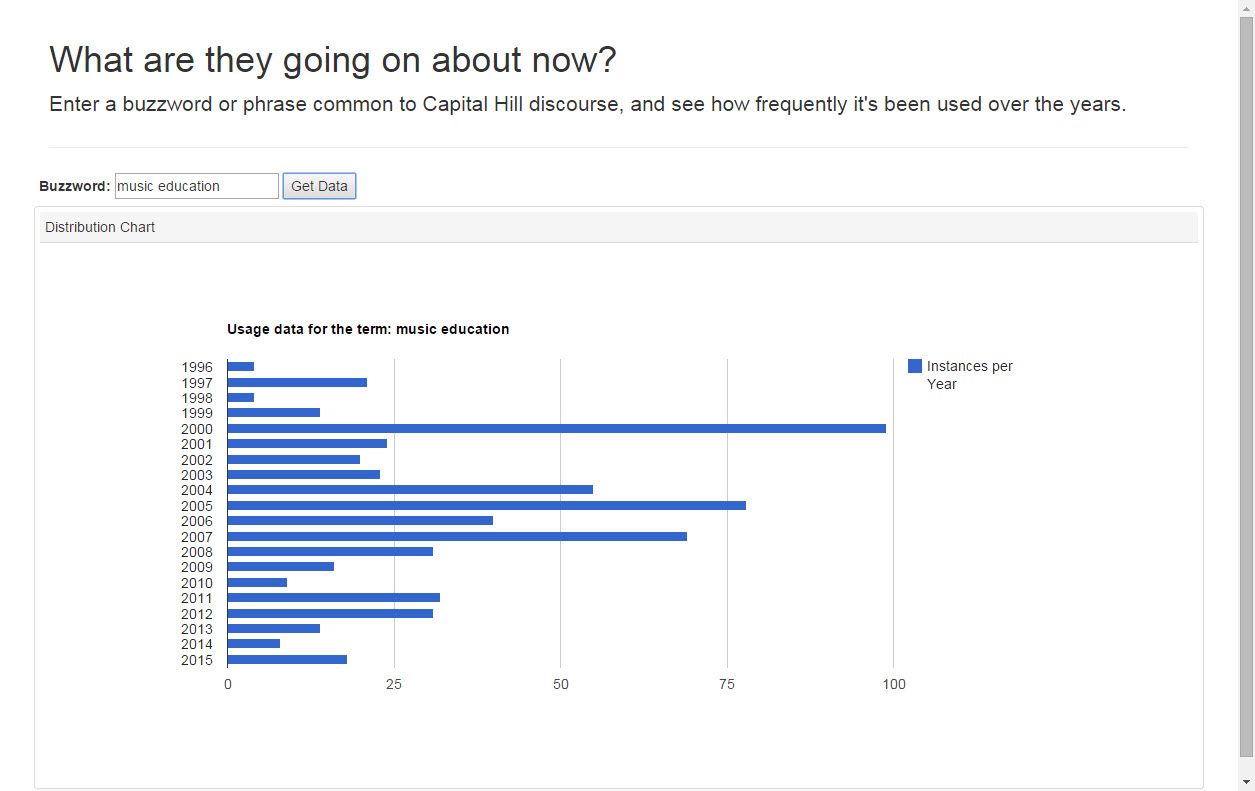 What are they going on about now?
Enter a buzzword or phrase common to Capital Hill discourse, and see how frequently it's been used over the years.
Buzzword: music education Get Data
Distribution Chart
Usage data for the term: music education
1996
1997
1998
1999
2000
2001
2002
2003
2004
2005
2006
2007
2008
2009
2010
2011
2012
2013
2014
2015
0 25 50 75 100
Instances per
Year